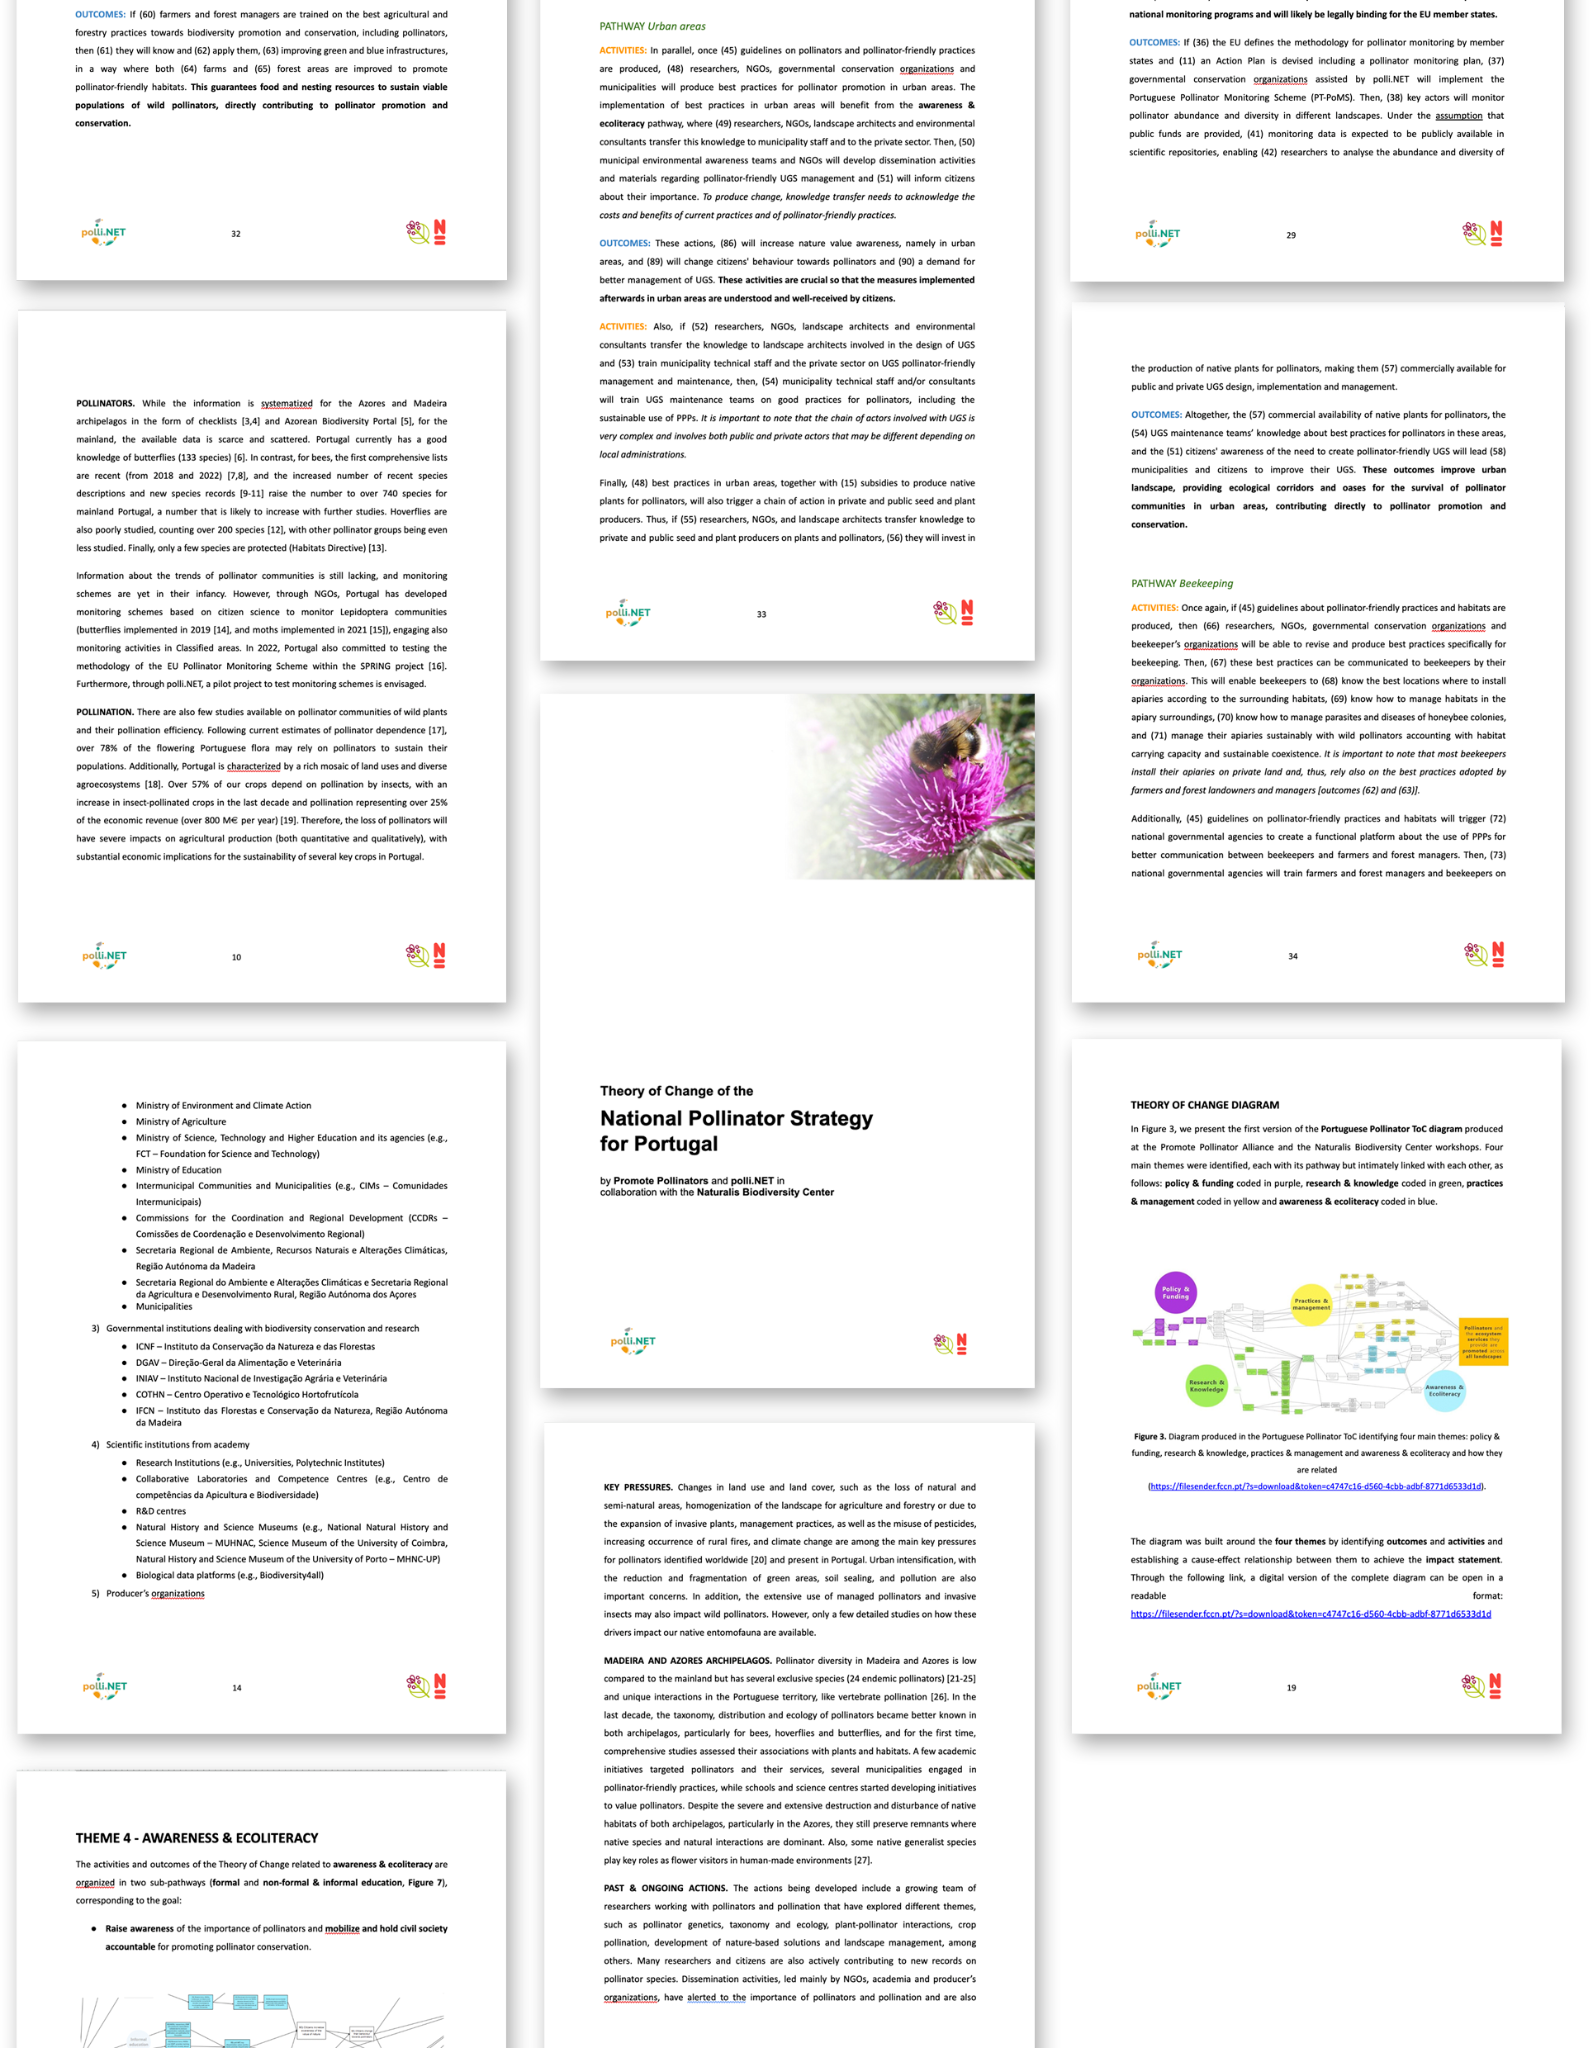 OUTCOMES: If (60) farmers and forest managers are trained on the best agricultural and
forestry practices towards biodiversity promotion and conservation, including pollinators,
then (61) they will know and (62) apply them, (63) improving green and blue infrastructures,
in a way where both (64) farms and (65) forest areas are improved to promote
pollinator-friendly habitats. This guarantees food and nesting resources to sustain viable
populations of wild pollinators, directly contributing to pollinator promotion and
conservation.
polli.NET
32
POLLINATORS. While the information is systematized for the Azores and Madeira
archipelagos in the form of checklists [3,4] and Azorean Biodiversity Portal [5], for the
mainland, the available data is scarce and scattered. Portugal currently has a good
knowledge of butterflies (133 species) [6]. In contrast, for bees, the first comprehensive lists
are recent (from 2018 and 2022) [7,8], and the increased number of recent species
descriptions and new species records [9-11] raise the number to over 740 species for
mainland Portugal, a number that is likely to increase with further studies. Hoverflies are
also poorly studied, counting over 200 species [12], with other pollinator groups being even
less studied. Finally, only a few species are protected (Habitats Directive) [13].
Information about the trends of pollinator communities is still lacking, and monitoring
schemes are yet in their infancy. However, through NGOs, Portugal has developed
monitoring schemes based on citizen science to monitor Lepidoptera communities
(butterflies implemented in 2019 [14], and moths implemented in 2021 [15]), engaging also
monitoring activities in Classified areas. In 2022, Portugal also committed to testing the
methodology of the EU Pollinator Monitoring Scheme within the SPRING project [16].
Furthermore, through polli.NET, a pilot project to test monitoring schemes is envisaged.
POLLINATION. There are also few studies available on pollinator communities of wild plants
and their pollination efficiency. Following current estimates of pollinator dependence [17],
over 78% of the flowering Portuguese flora may rely on pollinators to sustain their
populations. Additionally, Portugal is characterized by a rich mosaic of land uses and diverse
agroecosystems [18]. Over 57% of our crops depend on pollination by insects, with an
increase in insect-pollinated crops in the last decade and pollination representing over 25%
of the economic revenue (over 800 M€ per year) [19]. Therefore, the loss of pollinators will
have severe impacts on agricultural production (both quantitative and qualitatively), with
substantial economic implications for the sustainability of several key crops in Portugal.
polli.NET
10
● Ministry of Environment and Climate Action
● Ministry of Agriculture
● Ministry of Science, Technology and Higher Education and its agencies (e.g.,
FCT – Foundation for Science and Technology)
● Ministry of Education
● Intermunicipal Communities and Municipalities (e.g., CIMs – Comunidades
Intermunicipais)
● Commissions for the Coordination and Regional Development (CCDRs –
Comissões de Coordenação e Desenvolvimento Regional)
● Secretaria Regional de Ambiente, Recursos Naturais e Alterações Climáticas,
Região Autónoma da Madeira
● Secretaria Regional do Ambiente e Alterações Climáticas e Secretaria Regional
da Agricultura e Desenvolvimento Rural, Região Autónoma dos Açores
● Municipalities
3) Governmental institutions dealing with biodiversity conservation and research
● ICNF – Instituto da Conservação da Natureza e das Florestas
● DGAV – Direção-Geral da Alimentação e Veterinária
● INIAV – Instituto Nacional de Investigação Agrária e Veterinária
● COTHN – Centro Operativo e Tecnológico Hortofrutícola
● IFCN – Instituto das Florestas e Conservação da Natureza, Região Autónoma
da Madeira
4) Scientific institutions from academy
● Research Institutions (e.g., Universities, Polytechnic Institutes)
● Collaborative Laboratories and Competence Centres (e.g., Centro de
competências da Apicultura e Biodiversidade)
● R&D centres
● Natural History and Science Museums (e.g., National Natural History and
Science Museum – MUHNAC, Science Museum of the University of Coimbra,
Natural History and Science Museum of the University of Porto – MHNC-UP)
● Biological data platforms (e.g., Biodiversity4all)
5) Producer's organizations
polli.NET
14
THEME 4 - AWARENESS & ECOLITERACY
The activities and outcomes of the Theory of Change related to awareness & ecoliteracy are
organized in two sub-pathways (formal and non-formal & informal education, Figure 7),
corresponding to the goal:
● Raise awareness of the importance of pollinators and mobilize and hold civil society
accountable for promoting pollinator conservation.
PATHWAY Urban areas
ACTIVITIES: In parallel, once (45) guidelines on pollinators and pollinator-friendly practices
are produced, (48) researchers, NGOs, governmental conservation organizations and
municipalities will produce best practices for pollinator promotion in urban areas. The
implementation of best practices in urban areas will benefit from the awareness &
ecoliteracy pathway, where (49) researchers, NGOs, landscape architects and environmental
consultants transfer this knowledge to municipality staff and to the private sector. Then, (50)
municipal environmental awareness teams and NGOs will develop dissemination activities
and materials regarding pollinator-friendly UGS management and (51) will inform citizens
about their importance. To produce change, knowledge transfer needs to acknowledge the
costs and benefits of current practices and of pollinator-friendly practices.
OUTCOMES: These actions, (86) will increase nature value awareness, namely in urban
areas, and (89) will change citizens' behaviour towards pollinators and (90) a demand for
better management of UGS. These activities are crucial so that the measures implemented
afterwards in urban areas are understood and well-received by citizens.
ACTIVITIES: Also, if (52) researchers, NGOs, landscape architects and environmental
consultants transfer the knowledge to landscape architects involved in the design of UGS
and (53) train municipality technical staff and the private sector on UGS pollinator-friendly
management and maintenance, then, (54) municipality technical staff and/or consultants
will train UGS maintenance teams on good practices for pollinators, including the
sustainable use of PPPs. It is important to note that the chain of actors involved with UGS is
very complex and involves both public and private actors that may be different depending on
local administrations.
Finally, (48) best practices in urban areas, together with (15) subsidies to produce native
plants for pollinators, will also trigger a chain of action in private and public seed and plant
producers. Thus, if (55) researchers, NGOs, and landscape architects transfer knowledge to
private and public seed and plant producers on plants and pollinators, (56) they will invest in
polli.NET
33
Theory of Change of the
National Pollinator Strategy
for Portugal
by Promote Pollinators and polli.NET in
collaboration with the Naturalis Biodiversity Center
polli.NET
KEY PRESSURES. Changes in land use and land cover, such as the loss of natural and
semi-natural areas, homogenization of the landscape for agriculture and forestry or due to
the expansion of invasive plants, management practices, as well as the misuse of pesticides,
increasing occurrence of rural fires, and climate change are among the main key pressures
for pollinators identified worldwide [20] and present in Portugal. Urban intensification, with
the reduction and fragmentation of green areas, soil sealing, and pollution are also
important concerns. In addition, the extensive use of managed pollinators and invasive
insects may also impact wild pollinators. However, only a few detailed studies on how these
drivers impact our native entomofauna are available.
MADEIRA AND AZORES ARCHIPELAGOS. Pollinator diversity in Madeira and Azores is low
compared to the mainland but has several exclusive species (24 endemic pollinators) [21-25]
and unique interactions in the Portuguese territory, like vertebrate pollination [26]. In the
last decade, the taxonomy, distribution and ecology of pollinators became better known in
both archipelagos, particularly for bees, hoverflies and butterflies, and for the first time,
comprehensive studies assessed their associations with plants and habitats. A few academic
initiatives targeted pollinators and their services, several municipalities engaged in
pollinator-friendly practices, while schools and science centres started developing initiatives
to value pollinators. Despite the severe and extensive destruction and disturbance of native
habitats of both archipelagos, particularly in the Azores, they still preserve remnants where
native species and natural interactions are dominant. Also, some native generalist species
play key roles as flower visitors in human-made environments [27].
PAST & ONGOING ACTIONS. The actions being developed include a growing team of
researchers working with pollinators and pollination that have explored different themes,
such as pollinator genetics, taxonomy and ecology, plant-pollinator interactions, crop
pollination, development of nature-based solutions and landscape management, among
others. Many researchers and citizens are also actively contributing to new records on
pollinator species. Dissemination activities, led mainly by NGOs, academia and producer's
organizations, have alerted to the importance of pollinators and pollination and are also
national monitoring programs and will likely be legally binding for the EU member states.
OUTCOMES: If (36) the EU defines the methodology for pollinator monitoring by member
states and (11) an Action Plan is devised including a pollinator monitoring plan, (37)
governmental conservation organizations assisted by polli.NET will implement the
Portuguese Pollinator Monitoring Scheme (PT-PoMS). Then, (38) key actors will monitor
pollinator abundance and diversity in different landscapes. Under the assumption that
public funds are provided, (41) monitoring data is expected to be publicly available in
scientific repositories, enabling (42) researchers to analyse the abundance and diversity of
polli.NET
29
the production of native plants for pollinators, making them (57) commercially available for
public and private UGS design, implementation and management.
OUTCOMES: Altogether, the (57) commercial availability of native plants for pollinators, the
(54) UGS maintenance teams' knowledge about best practices for pollinators in these areas,
and the (51) citizens' awareness of the need to create pollinator-friendly UGS will lead (58)
municipalities and citizens to improve their UGS. These outcomes improve urban
landscape, providing ecological corridors and oases for the survival of pollinator
communities in urban areas, contributing directly to pollinator promotion and
conservation.
PATHWAY Beekeeping
ACTIVITIES: Once again, if (45) guidelines about pollinator-friendly practices and habitats are
produced, then (66) researchers, NGOs, governmental conservation organizations and
beekeeper's organizations will be able to revise and produce best practices specifically for
beekeeping. Then, (67) these best practices can be communicated to beekeepers by their
organizations. This will enable beekeepers to (68) know the best locations where to install
apiaries according to the surrounding habitats, (69) know how to manage habitats in the
apiary surroundings, (70) know how to manage parasites and diseases of honeybee colonies,
and (71) manage their apiaries sustainably with wild pollinators accounting with habitat
carrying capacity and sustainable coexistence. It is important to note that most beekeepers
install their apiaries on private land and, thus, rely also on the best practices adopted by
farmers and forest landowners and managers [outcomes (62) and (63)].
Additionally, (45) guidelines on pollinator-friendly practices and habitats will trigger (72)
national governmental agencies to create a functional platform about the use of PPPs for
better communication between beekeepers and farmers and forest managers. Then, (73)
national governmental agencies will train farmers and forest managers and beekeepers on
polli.NET
34
THEORY OF CHANGE DIAGRAM
In Figure 3, we present the first version of the Portuguese Pollinator ToC diagram produced
at the Promote Pollinator Alliance and the Naturalis Biodiversity Center workshops. Four
main themes were identified, each with its pathway but intimately linked with each other, as
follows: policy & funding coded in purple, research & knowledge coded in green, practices
& management coded in yellow and awareness & ecoliteracy coded in blue.
Policy &
Funding
Practices &
management
Pollinators and
the ecosystem
services they
provide are
promoted across
all landscapes
Research &
Knowledge
Awareness &
Ecoliteracy
Figure 3. Diagram produced in the Portuguese Pollinator ToC identifying four main themes: policy &
funding, research & knowledge, practices & management and awareness & ecoliteracy and how they
are related
(https://filesender.fccn.pt/?s=download&token=c4747c16-d560-4cbb-adbf-8771d6533d1d).
The diagram was built around the four themes by identifying outcomes and activities and
establishing a cause-effect relationship between them to achieve the impact statement.
Through the following link, a digital version of the complete diagram can be open in a
readable format:
https://filesender.fccn.pt/?s=download&token=c4747c16-d560-4cbb-adbf-8771d6533d1d
polli.NET
19